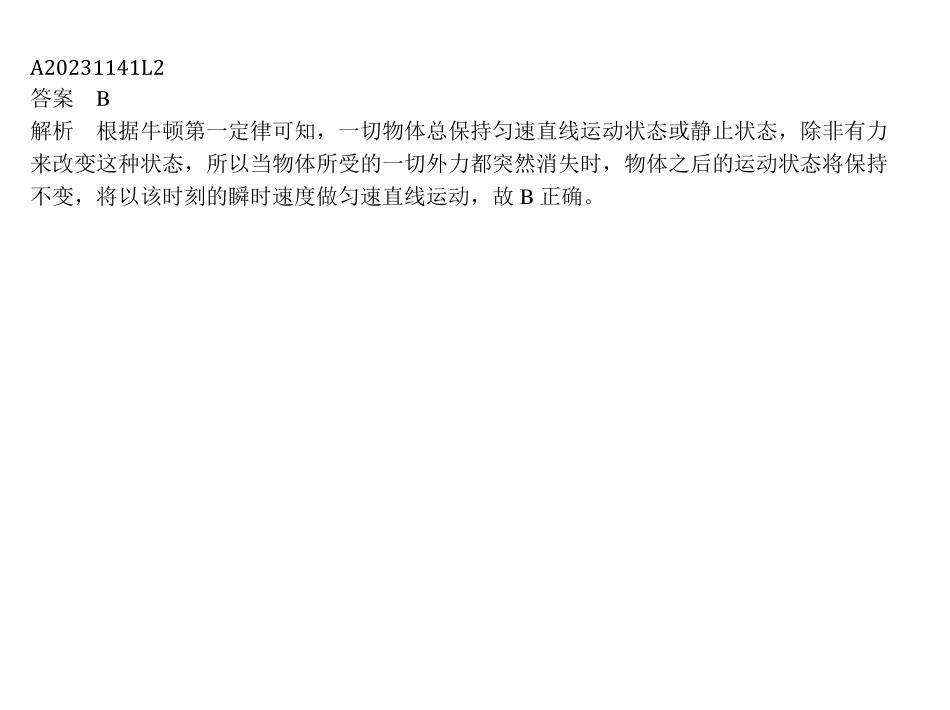 A20231141L2
答案　B
解析　根据牛顿第一定律可知，一切物体总保持匀速直线运动状态或静止状态，除非有力
来改变这种状态，所以当物体所受的一切外力都突然消失时，物体之后的运动状态将保持
不变，将以该时刻的瞬时速度做匀速直线运动，故 B 正确。